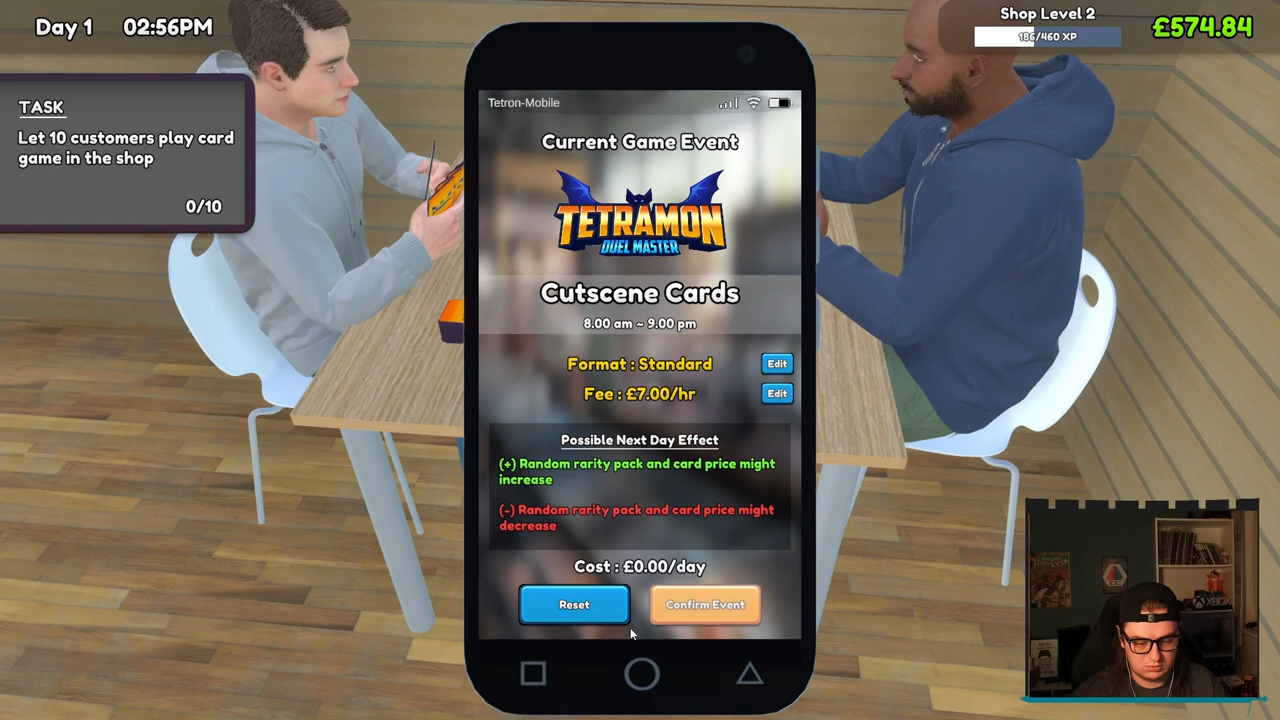 Day 1 02:56PM
Shop Level 2
186/460 XP
£574.84
TASK
Let 10 customers play card
game in the shop
0/10
Tetron-Mobile
Current Game Event
TETRAMON
DUEL MASTER
Cutscene Cards
8.00 am ~ 9.00 pm
Format : Standard
Edit
Fee : £7.00/hr
Edit
Possible Next Day Effect
(+) Random rarity pack and card price might
increase
(-) Random rarity pack and card price might
decrease
Cost : £0.00/day
Reset
Confirm Event
XBOX